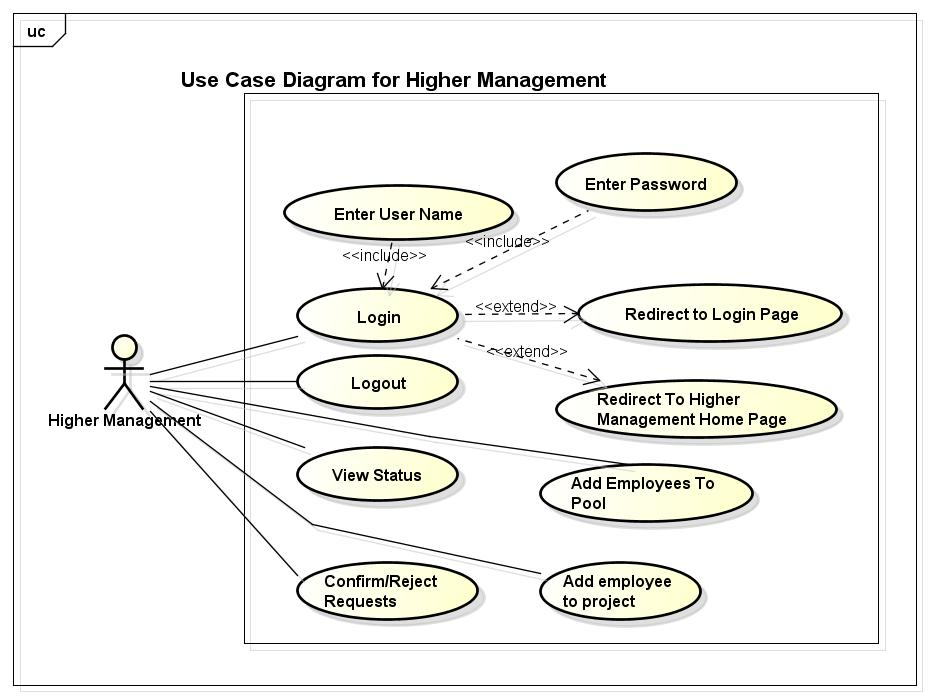 uc
Use Case Diagram for Higher Management
Enter Password
Enter User Name
<<include>>
<<include>>
Login
<<extend>>
Redirect to Login Page
<<extend>>
Logout
Redirect To Higher
Management Home Page
Higher Management
View Status
Add Employees To
Pool
Confirm/Reject
Requests
Add employee
to project